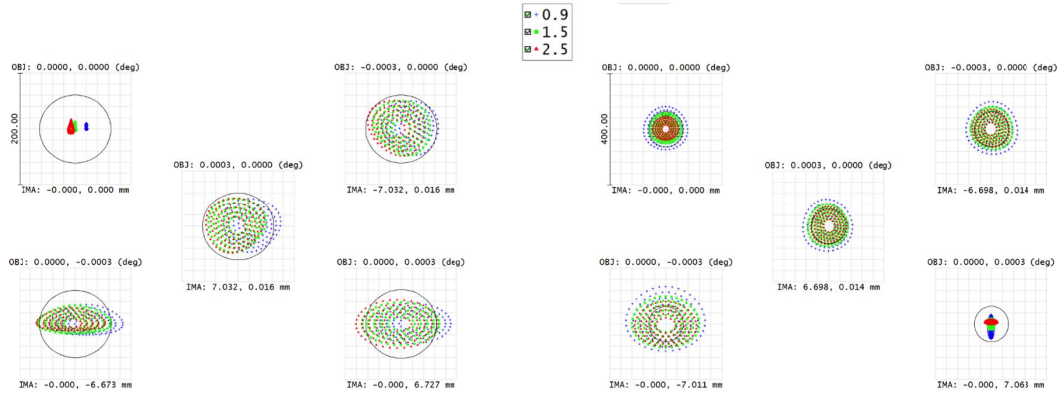 0.9
1.5
2.5
OBJ: 0.0000, 0.0000 (deg)
OBJ: -0.0003, 0.0000 (deg)
OBJ: 0.0000, 0.0000 (deg)
OBJ: -0.0003, 0.0000 (deg)
200.00
400.00
OBJ: 0.0003, 0.0000 (deg)
OBJ: 0.0003, 0.0000 (deg)
IMA: -0.000, 0.000 mm
IMA: -7.032, 0.016 mm
IMA: -0.000, 0.000 mm
IMA: -6.698, 0.014 mm
OBJ: 0.0000, -0.0003 (deg)
OBJ: 0.0000, 0.0003 (deg)
OBJ: 0.0000, -0.0003 (deg)
OBJ: 0.0000, 0.0003 (deg)
IMA: 7.032, 0.016 mm
IMA: 6.698, 0.014 mm
IMA: -0.000, -6.673 mm
IMA: -0.000, 6.727 mm
IMA: -0.000, -7.011 mm
IMA: -0.000, 7.063 mm